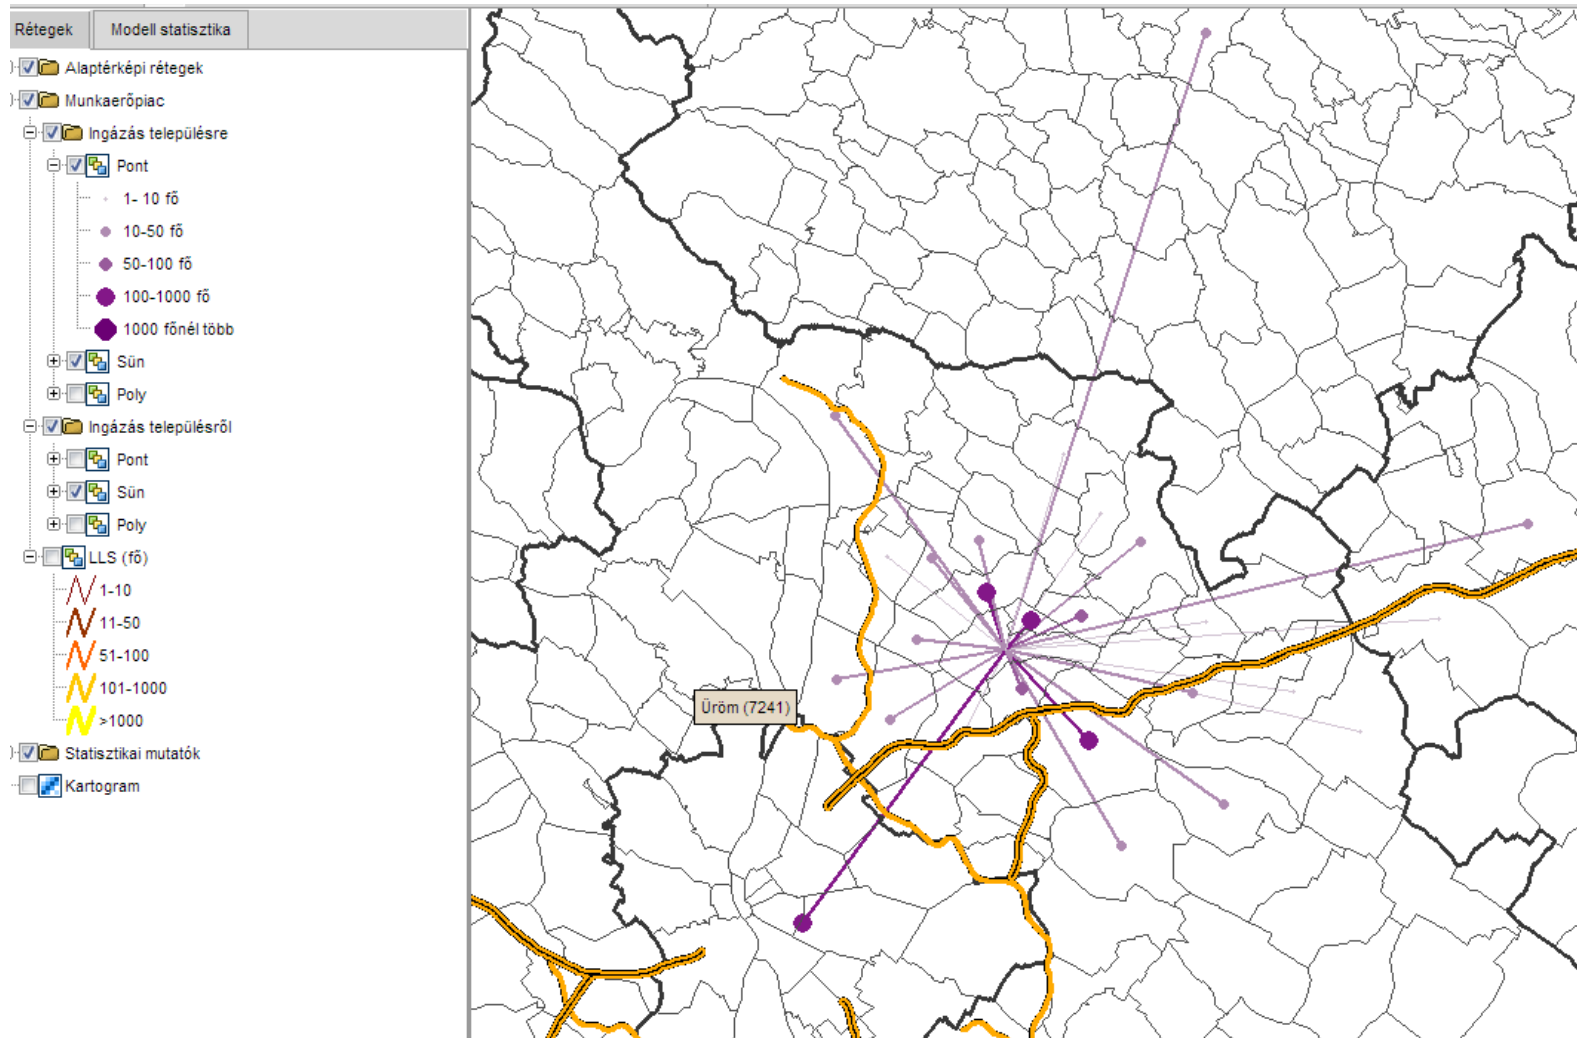 Rétegek
Modell statisztika
Alaptérképi rétegek
Munkaerőpiac
Ingázás településre
Pont
1- 10 fő
10-50 fő
50-100 fő
100-1000 fő
1000 főnél több
Sün
Poly
Ingázás településről
Pont
Sün
Poly
LLS (fő)
1-10
11-50
51-100
101-1000
>1000
Statisztikai mutatók
Kartogram
Üröm (7241)